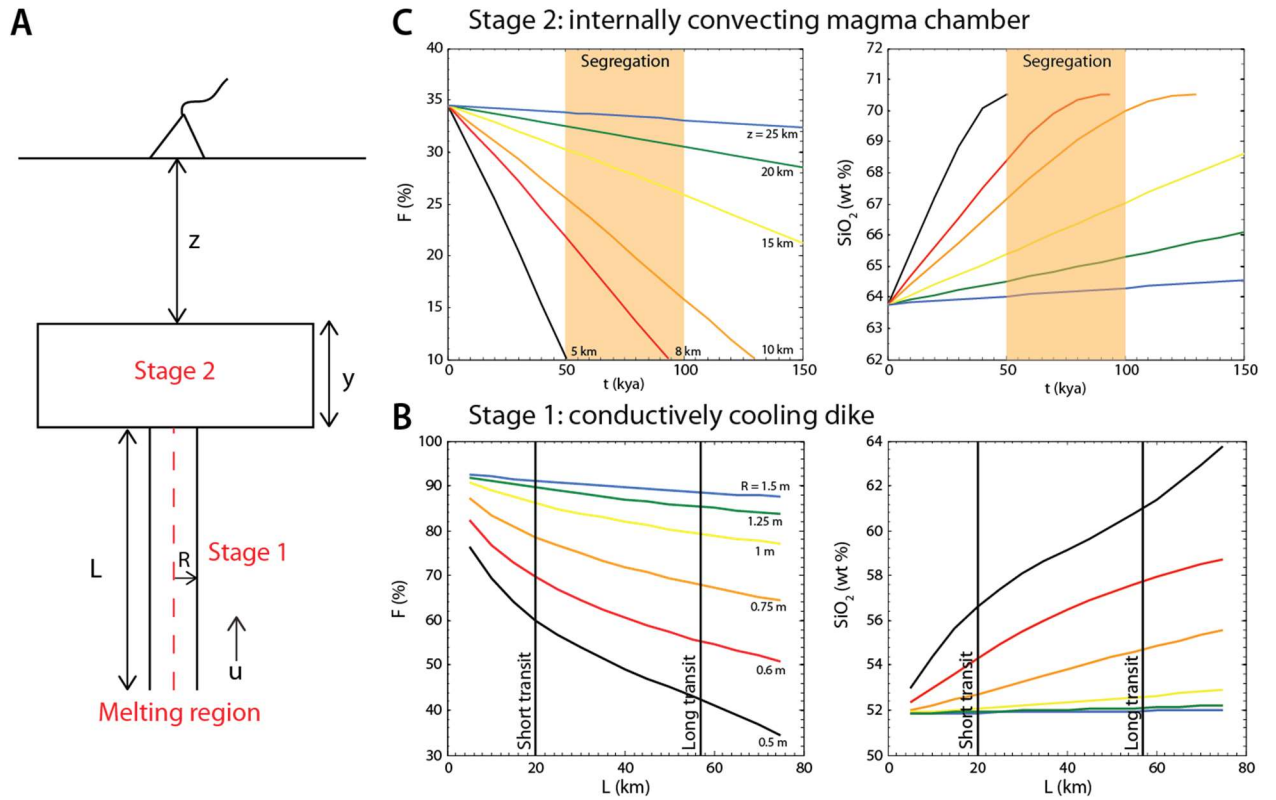 A
z
Stage 2
y
L
R
Stage 1
u
Melting region
C Stage 2: internally convecting magma chamber
Segregation
F (%)
40
35
30
25
20
15
10
z = 25 km
20 km
15 km
5 km
8 km
10 km
0 50 100 150
t (kya)
Segregation
SiO2 (wt %)
72
71
70
69
68
67
66
65
64
63
62
0 50 100 150
t (kya)
B Stage 1: conductively cooling dike
F (%)
100
90
80
70
60
50
40
30
R = 1.5 m
1.25 m
1 m
0.75 m
0.6 m
0.5 m
Short transit
Long transit
0 20 40 60 80
L (km)
SiO2 (wt %)
64
62
60
58
56
54
52
50
Short transit
Long transit
0 20 40 60 80
L (km)